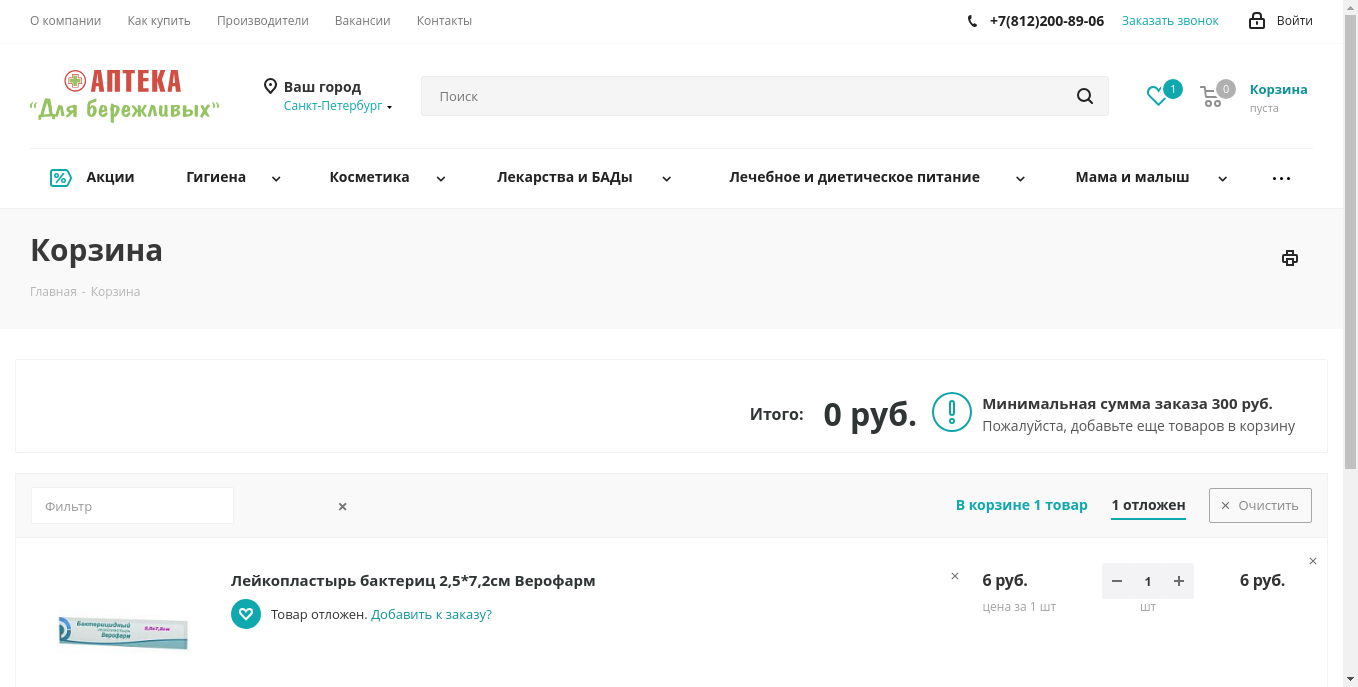 О компании Как купить Производители Вакансии Контакты +7(812)200-89-06 Заказать звонок Войти
АПТЕКА
"Для бережливых"
Ваш город
Санкт-Петербург
Поиск
1
0
Корзина
пуста
Акции Гигиена Косметика Лекарства и БАДы Лечебное и диетическое питание Мама и малыш
Корзина
Главная - Корзина
Итого: 0 руб.
Минимальная сумма заказа 300 руб.
Пожалуйста, добавьте еще товаров в корзину
Фильтр
В корзине 1 товар 1 отложен Очистить
Лейкопластырь бактериц 2,5*7,2см Верофарм
Товар отложен. Добавить к заказу?
6 руб.
цена за 1 шт
1
шт
6 руб.
Бактерицидный
Верофарм
2,5х7,2см